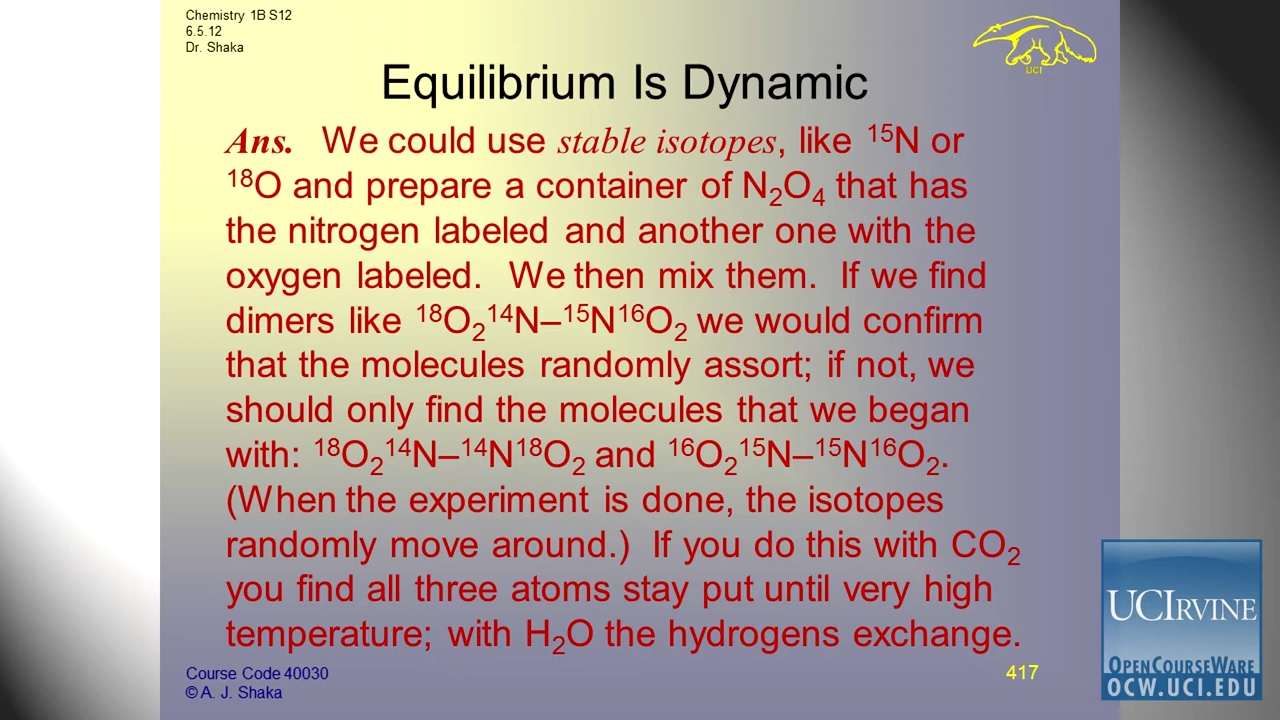 Chemistry 1B S12
6.5.12
Dr. Shaka
UCI
Equilibrium Is Dynamic
Ans. We could use stable isotopes, like ¹⁵N or
¹⁸O and prepare a container of N₂O₄ that has
the nitrogen labeled and another one with the
oxygen labeled. We then mix them. If we find
dimers like ¹⁸O₂¹⁴N–¹⁵N¹⁶O₂ we would confirm
that the molecules randomly assort; if not, we
should only find the molecules that we began
with: ¹⁸O₂¹⁴N–¹⁴N¹⁸O₂ and ¹⁶O₂¹⁵N–¹⁵N¹⁶O₂.
(When the experiment is done, the isotopes
randomly move around.) If you do this with CO₂
you find all three atoms stay put until very high
temperature; with H₂O the hydrogens exchange.
Course Code 40030
© A. J. Shaka
417
UCIRVINE
OPENCOURSEWARE
OCW.UCI.EDU